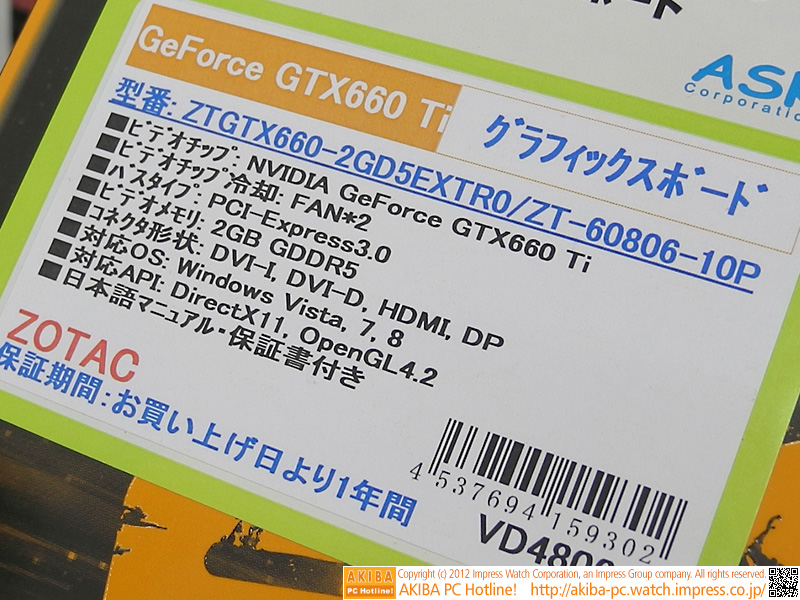 ボード
ASK
Corporation
GeForce GTX660 Ti
グラフィックスボード
型番: ZTGTX660-2GD5EXTR0/ZT-60806-10P
■ビデオチップ: NVIDIA GeForce GTX660 Ti
■ビデオチップ冷却: FAN*2
■バスタイプ: PCI-Express3.0
■ビデオメモリ: 2GB GDDR5
■コネクタ形状: DVI-I, DVI-D, HDMI, DP
■対応OS: Windows Vista, 7, 8
■対応API: DirectX11, OpenGL4.2
■日本語マニュアル・保証書付き
ZOTAC
保証期間:お買い上げ日より1年間
4 537694 159302
AKIBA
PC Hotline!
Copyright (c) 2012 Impress Watch Corporation, an Impress Group company. All rights reserved.
AKIBA PC Hotline! http://akiba-pc.watch.impress.co.jp/